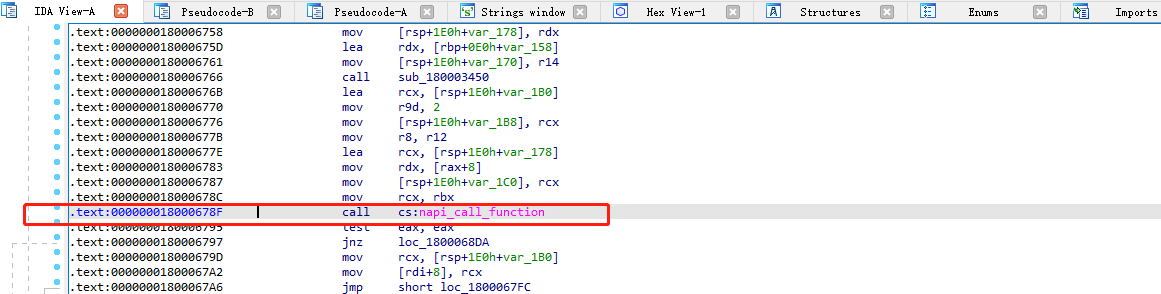 IDA View-A Pseudocode-B Pseudocode-A Strings window Hex View-1 Structures Enums Imports
.text:0000000180006758 mov [rsp+1E0h+var_178], rdx
.text:000000018000675D lea rdx, [rbp+0E0h+var_158]
.text:0000000180006761 mov [rsp+1E0h+var_170], r14
.text:0000000180006766 call sub_180003450
.text:000000018000676B lea rcx, [rsp+1E0h+var_1B0]
.text:0000000180006770 mov r9d, 2
.text:0000000180006776 mov [rsp+1E0h+var_1B8], rcx
.text:000000018000677B mov r8, r12
.text:000000018000677E lea rcx, [rsp+1E0h+var_178]
.text:0000000180006783 mov rdx, [rax+8]
.text:0000000180006787 mov [rsp+1E0h+var_1C0], rcx
.text:000000018000678C mov rcx, rbx
.text:000000018000678F call cs:napi_call_function
.text:0000000180006795 test eax, eax
.text:0000000180006797 jnz loc_1800068DA
.text:000000018000679D mov rcx, [rsp+1E0h+var_1B0]
.text:00000001800067A2 mov [rdi+8], rcx
.text:00000001800067A6 jmp short loc_1800067FC